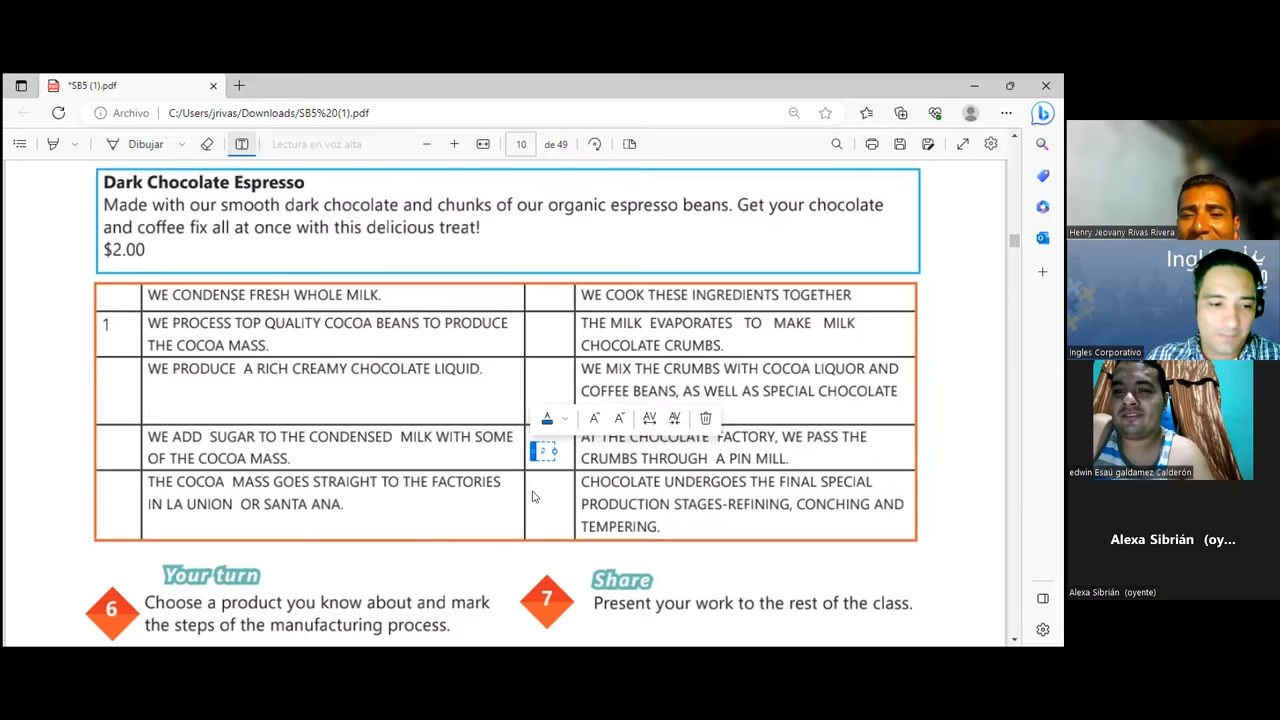 *SB5 (1).pdf
Archivo
C:/Users/jrivas/Downloads/SB5%20(1).pdf
Dibujar
Lectura en voz alta
10
de 49
Dark Chocolate Espresso
Made with our smooth dark chocolate and chunks of our organic espresso beans. Get your chocolate
and coffee fix all at once with this delicious treat!
$2.00
WE CONDENSE FRESH WHOLE MILK.
WE COOK THESE INGREDIENTS TOGETHER
1
WE PROCESS TOP QUALITY COCOA BEANS TO PRODUCE
THE COCOA MASS.
THE MILK EVAPORATES TO MAKE MILK
CHOCOLATE CRUMBS.
WE PRODUCE A RICH CREAMY CHOCOLATE LIQUID.
WE MIX THE CRUMBS WITH COCOA LIQUOR AND
COFFEE BEANS, AS WELL AS SPECIAL CHOCOLATE
WE ADD SUGAR TO THE CONDENSED MILK WITH SOME
OF THE COCOA MASS.
2
AT THE CHOCOLATE FACTORY, WE PASS THE
CRUMBS THROUGH A PIN MILL.
THE COCOA MASS GOES STRAIGHT TO THE FACTORIES
IN LA UNION OR SANTA ANA.
CHOCOLATE UNDERGOES THE FINAL SPECIAL
PRODUCTION STAGES-REFINING, CONCHING AND
TEMPERING.
Your turn
6
Choose a product you know about and mark
the steps of the manufacturing process.
Share
7
Present your work to the rest of the class.
Henry Jeovany Rivas Rivera
Ingles Corporativo
edwin Esaú galdamez Calderón
Alexa Sibrián (oy...
Alexa Sibrián (oyente)